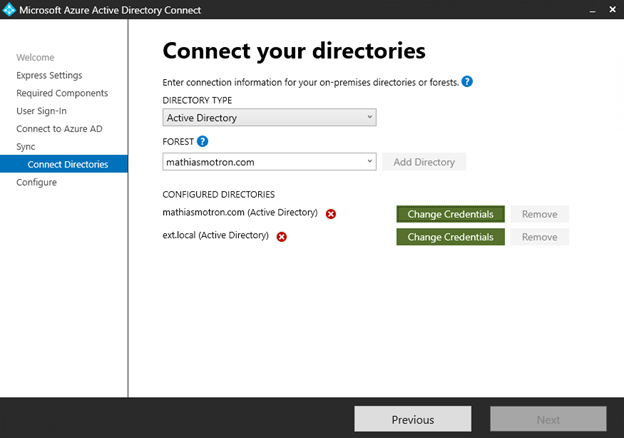 Microsoft Azure Active Directory Connect
Welcome
Express Settings
Required Components
User Sign-In
Connect to Azure AD
Sync
Connect Directories
Configure
Connect your directories
Enter connection information for your on-premises directories or forests. ?
DIRECTORY TYPE
Active Directory
FOREST ?
mathiasmotron.com Add Directory
CONFIGURED DIRECTORIES
mathiasmotron.com (Active Directory) Change Credentials Remove
ext.local (Active Directory) Change Credentials Remove
Previous Next